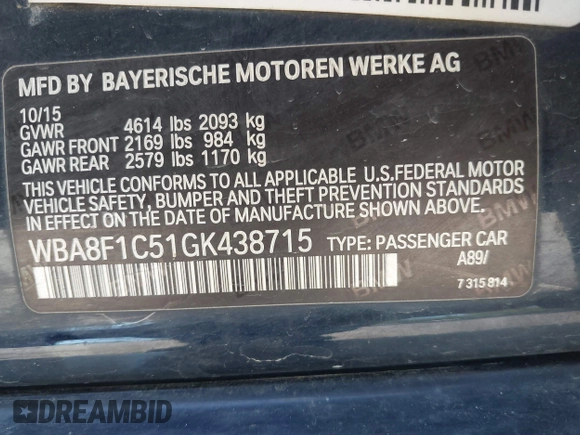 MFD BY BAYERISCHE MOTOREN WERKE AG
10/15
GVWR 4614 lbs 2093 kg
GAWR FRONT 2169 lbs 984 kg
GAWR REAR 2579 lbs 1170 kg
THIS VEHICLE CONFORMS TO ALL APPLICABLE U.S.FEDERAL MOTOR
VEHICLE SAFETY, BUMPER AND THEFT PREVENTION STANDARDS
IN EFFECT ON THE DATE OF MANUFACTURE SHOWN ABOVE.
WBA8F1C51GK438715 TYPE: PASSENGER CAR
A89/
7 315 814
DREAMBID